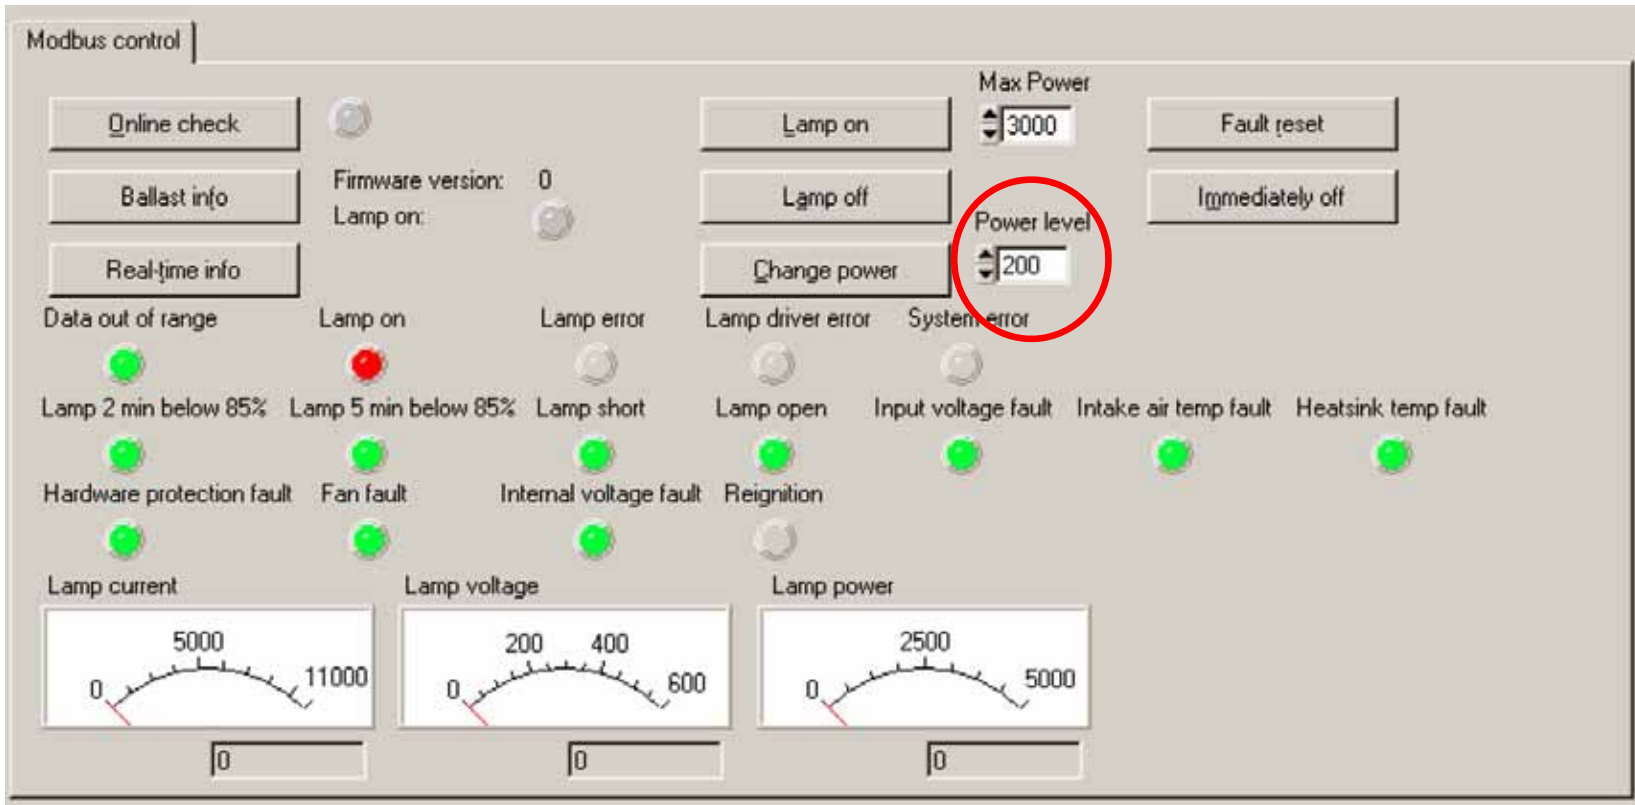 Modbus control
Max Power
Online check Lamp on 3000 Fault reset
Ballast info Firmware version: 0 Lamp off Immediately off
Lamp on:
Power level
Real-time info Change power 200
Data out of range Lamp on Lamp error Lamp driver error System error
Lamp 2 min below 85% Lamp 5 min below 85% Lamp short Lamp open Input voltage fault Intake air temp fault Heatsink temp fault
Hardware protection fault Fan fault Internal voltage fault Reignition
Lamp current Lamp voltage Lamp power
0 5000 11000 0 200 400 600 0 2500 5000
0 0 0